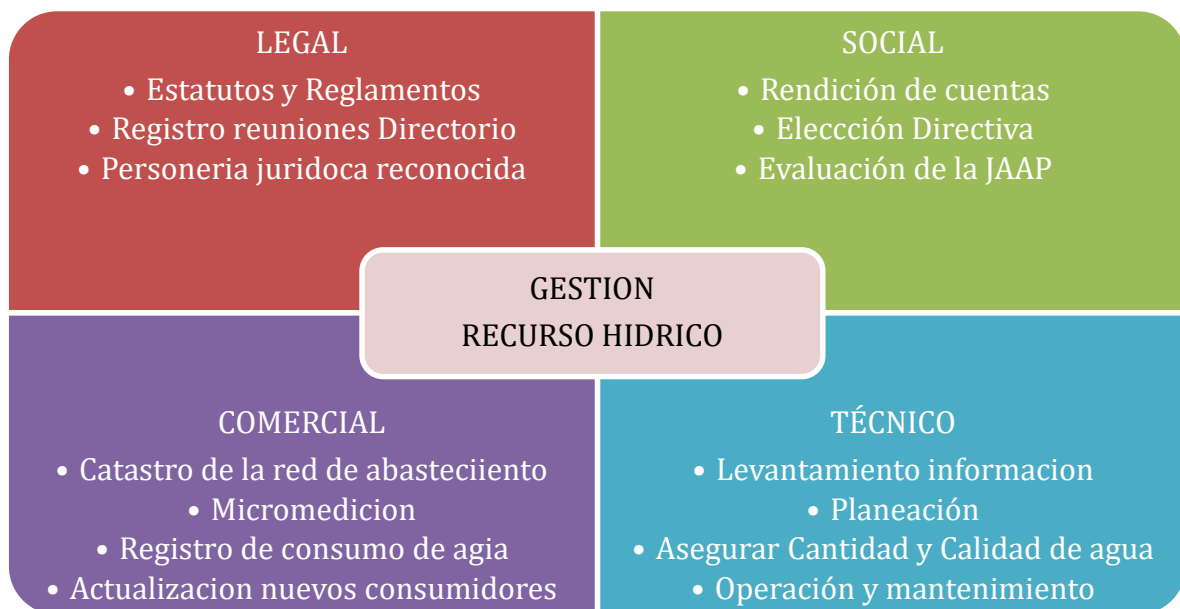 LEGAL
• Estatutos y Reglamentos
• Registro reuniones Directorio
• Personeria juridoca reconocida
SOCIAL
• Rendición de cuentas
• Eleccción Directiva
• Evaluación de la JAAP
GESTION
RECURSO HIDRICO
COMERCIAL
• Catastro de la red de abasteciiento
• Micromedicion
• Registro de consumo de agia
• Actualizacion nuevos consumidores
TÉCNICO
• Levantamiento informacion
• Planeación
• Asegurar Cantidad y Calidad de agua
• Operación y mantenimiento